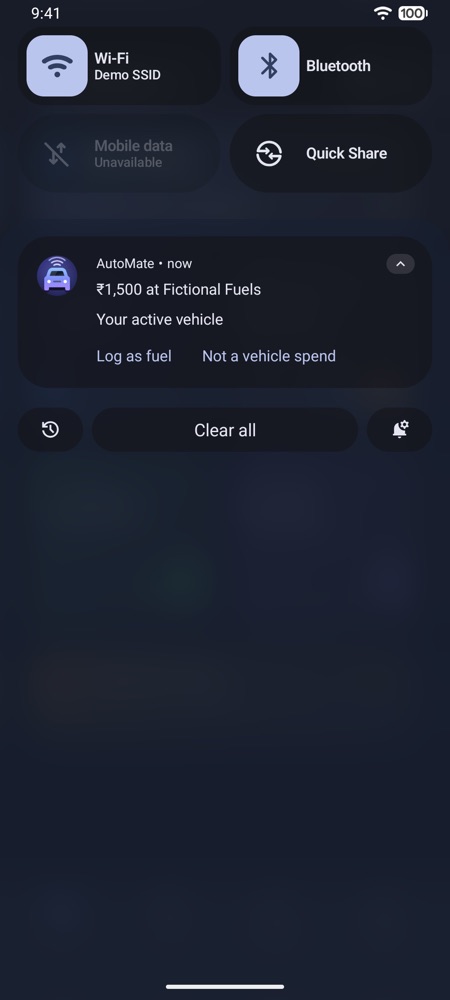 9:41
100
Wi-Fi
Demo SSID
Bluetooth
Mobile data
Unavailable
Quick Share
AutoMate • now
₹1,500 at Fictional Fuels
Your active vehicle
Log as fuel
Not a vehicle spend
Clear all